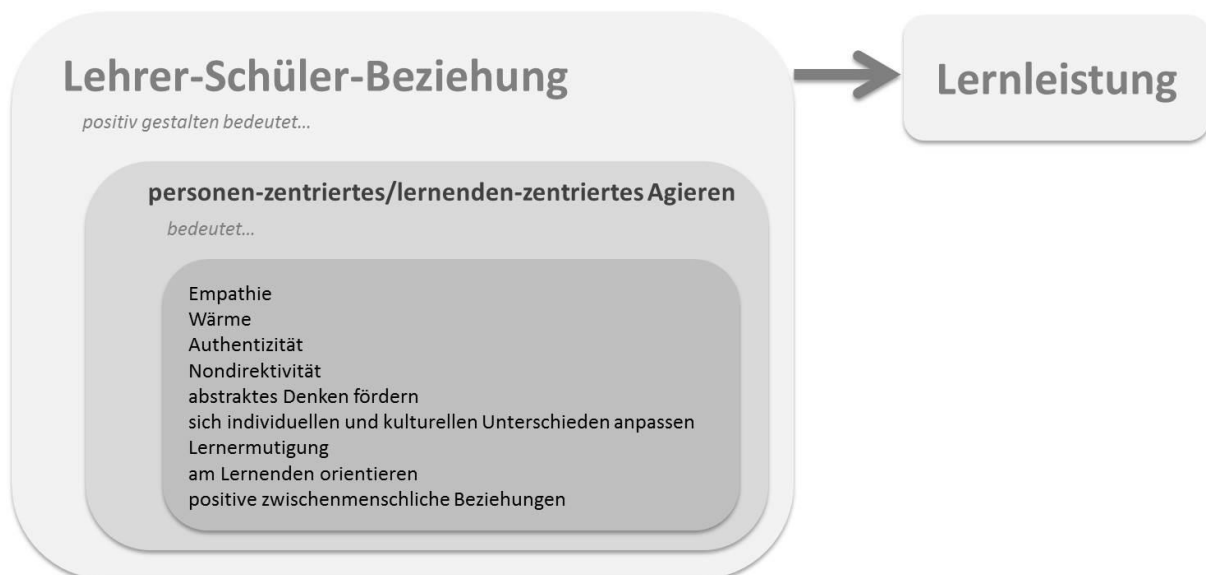 Lehrer-Schüler-Beziehung
positiv gestalten bedeutet...
personen-zentriertes/lernenden-zentriertes Agieren
bedeutet...
Empathie
Wärme
Authentizität
Nondirektivität
abstraktes Denken fördern
sich individuellen und kulturellen Unterschieden anpassen
Lernermutigung
am Lernenden orientieren
positive zwischenmenschliche Beziehungen
Lernleistung